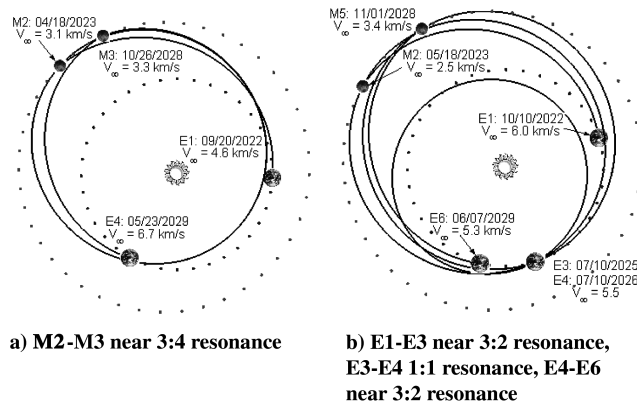 M2: 04/18/2023
V∞ = 3.1 km/s
M3: 10/26/2028
V∞ = 3.3 km/s
E1: 09/20/2022
V∞ = 4.6 km/s
E4: 05/23/2029
V∞ = 6.7 km/s
a) M2-M3 near 3:4 resonance
M5: 11/01/2028
V∞ = 3.4 km/s
M2: 05/18/2023
V∞ = 2.5 km/s
E1: 10/10/2022
V∞ = 6.0 km/s
E6: 06/07/2029
V∞ = 5.3 km/s
E3: 07/10/2025
E4: 07/10/2026
V∞ = 5.5
b) E1-E3 near 3:2 resonance,
E3-E4 1:1 resonance, E4-E6
near 3:2 resonance